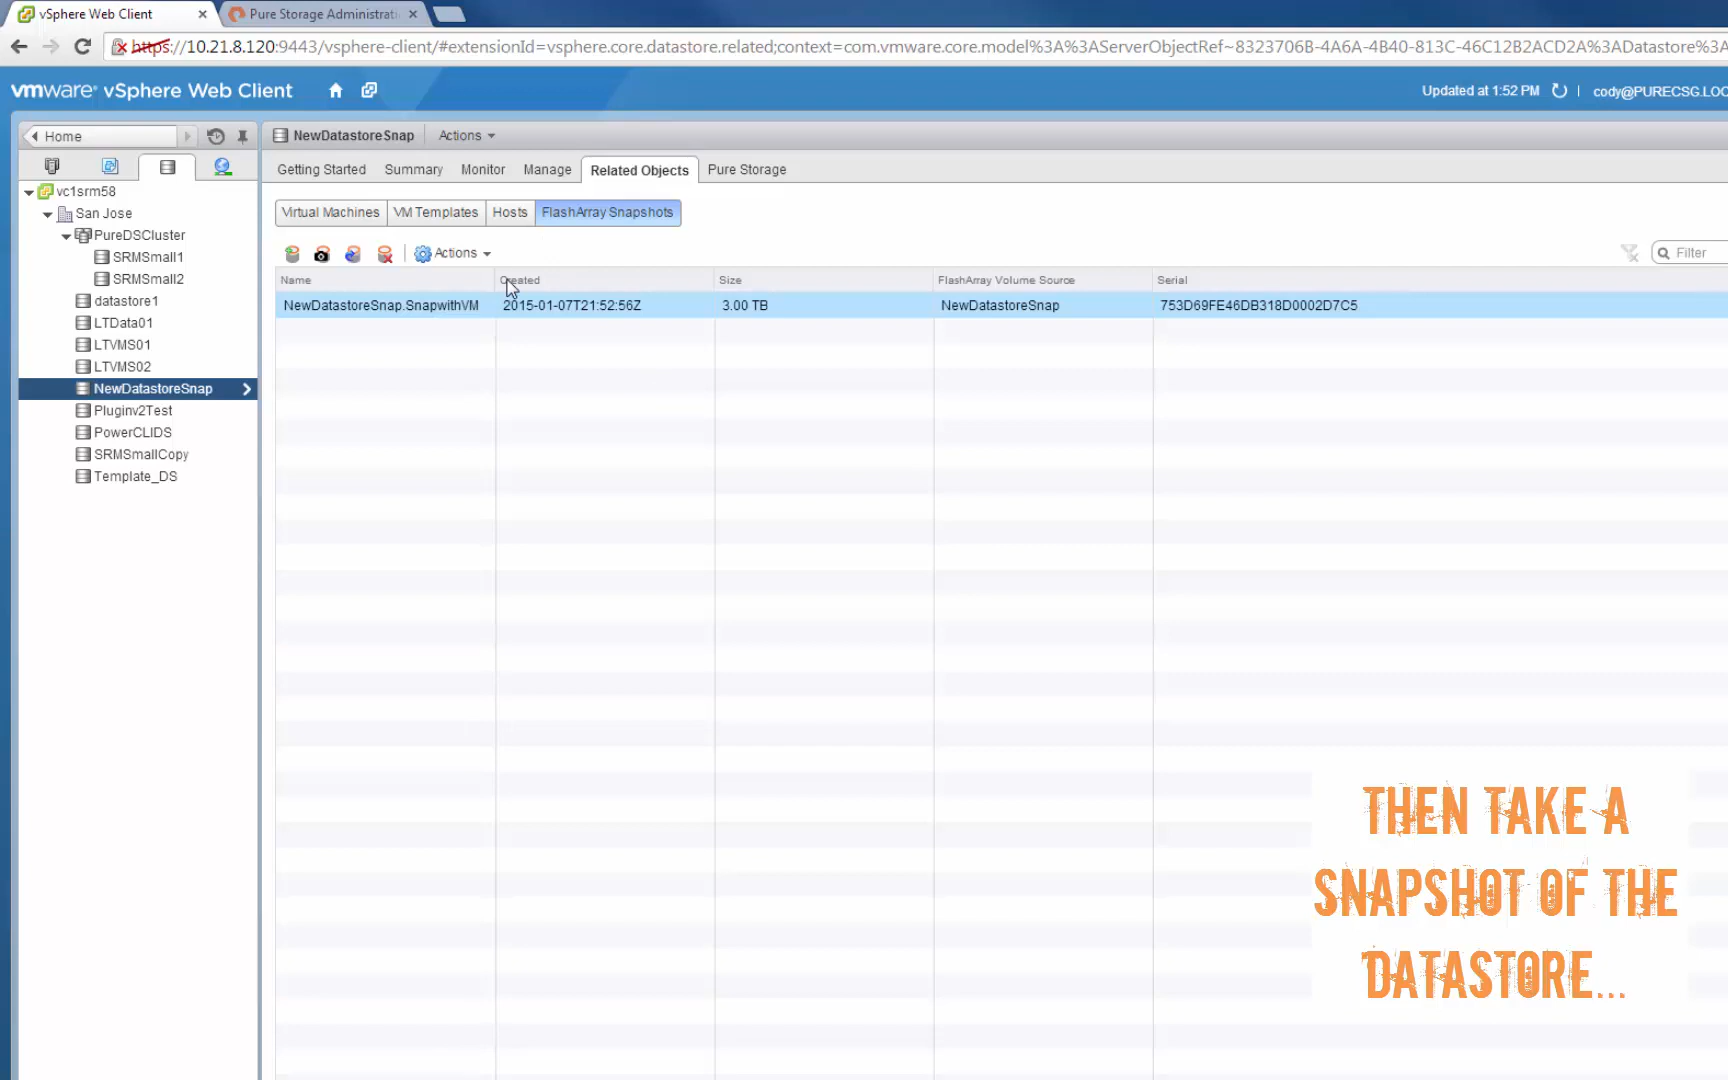 vSphere Web Client
Pure Storage Administrati
https://10.21.8.120:9443/vsphere-client/#extensionId=vsphere.core.datastore.related;context=com.vmware.core.model%3A%3AServerObjectRef~8323706B-4A6A-4B40-813C-46C12B2ACD2A%3ADatastore%3A
vmware® vSphere Web Client
Updated at 1:52 PM
cody@PURECSG.LOC
Home
NewDatastoreSnap
Actions
Getting Started
Summary
Monitor
Manage
Related Objects
Pure Storage
vc1srm58
San Jose
PureDSCluster
SRMSmall1
SRMSmall2
datastore1
LTData01
LTVMS01
LTVMS02
NewDatastoreSnap
Pluginv2Test
PowerCLIDS
SRMSmallCopy
Template_DS
Virtual Machines
VM Templates
Hosts
FlashArray Snapshots
Actions
Filter
Name
Created
Size
FlashArray Volume Source
Serial
NewDatastoreSnap.SnapwithVM
2015-01-07T21:52:56Z
3.00 TB
NewDatastoreSnap
753D69FE46DB318D0002D7C5
THEN TAKE A
SNAPSHOT OF THE
DATASTORE...